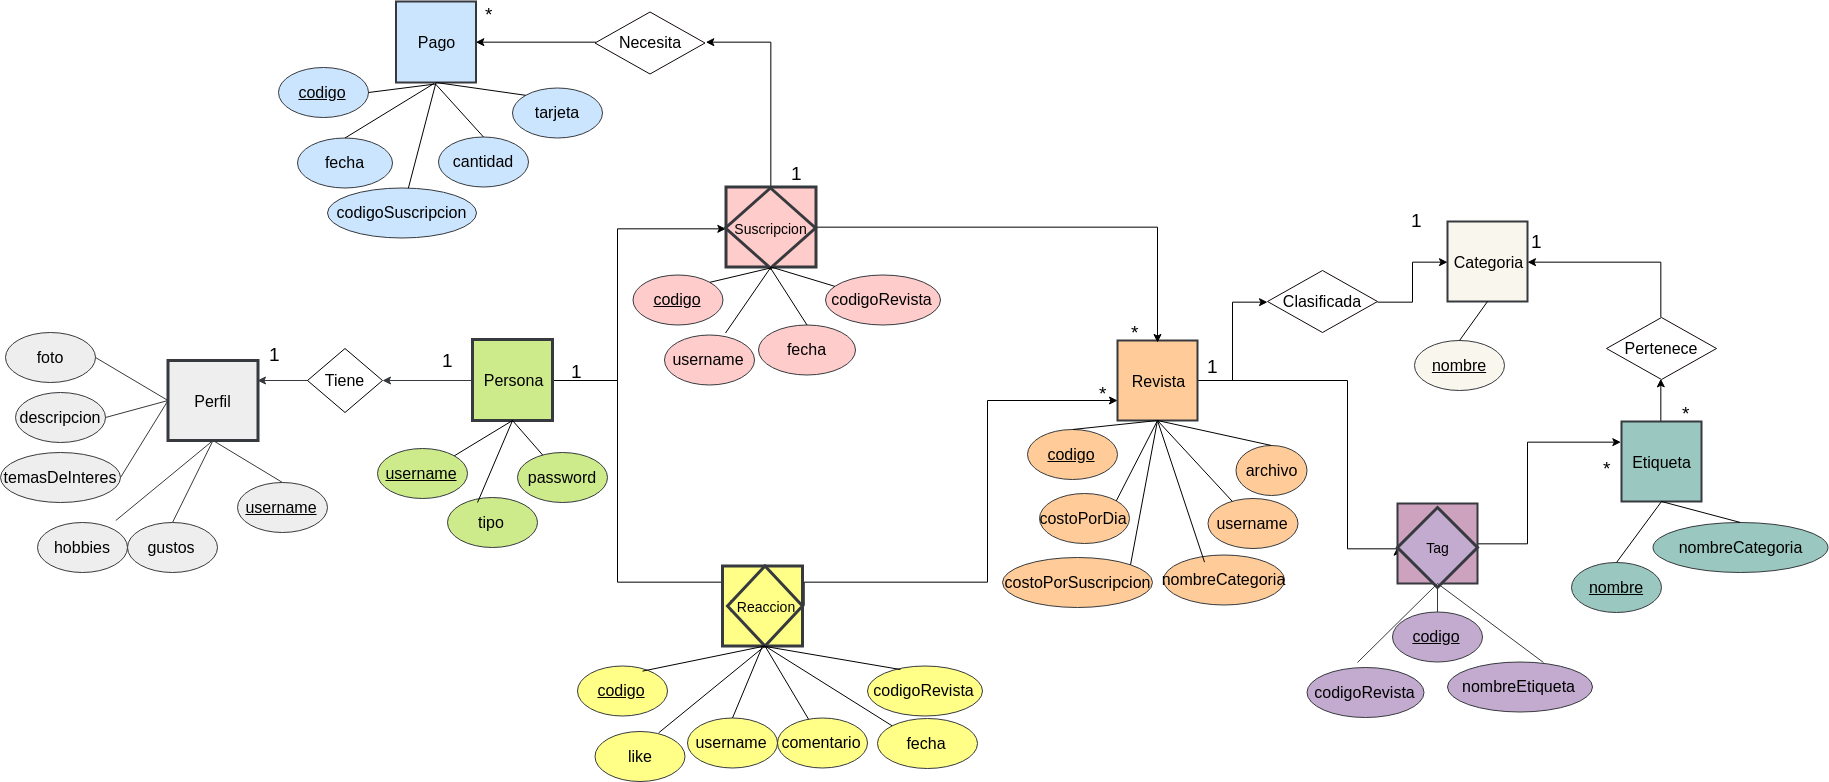 *
Pago
Necesita
codigo
tarjeta
fecha
cantidad
codigoSuscripcion
1
Suscripcion
codigo
codigoRevista
username
fecha
foto
descripcion
temasDeInteres
hobbies
gustos
username
Perfil
1
Tiene
1
Persona
1
username
password
tipo
Reaccion
codigo
codigoRevista
like
username
comentario
fecha
*
*
Revista
1
codigo
archivo
costoPorDia
username
costoPorSuscripcion
nombreCategoria
Clasificada
1
Categoria
1
nombre
Pertenece
*
Etiqueta
*
nombreCategoria
nombre
Tag
codigo
codigoRevista
nombreEtiqueta